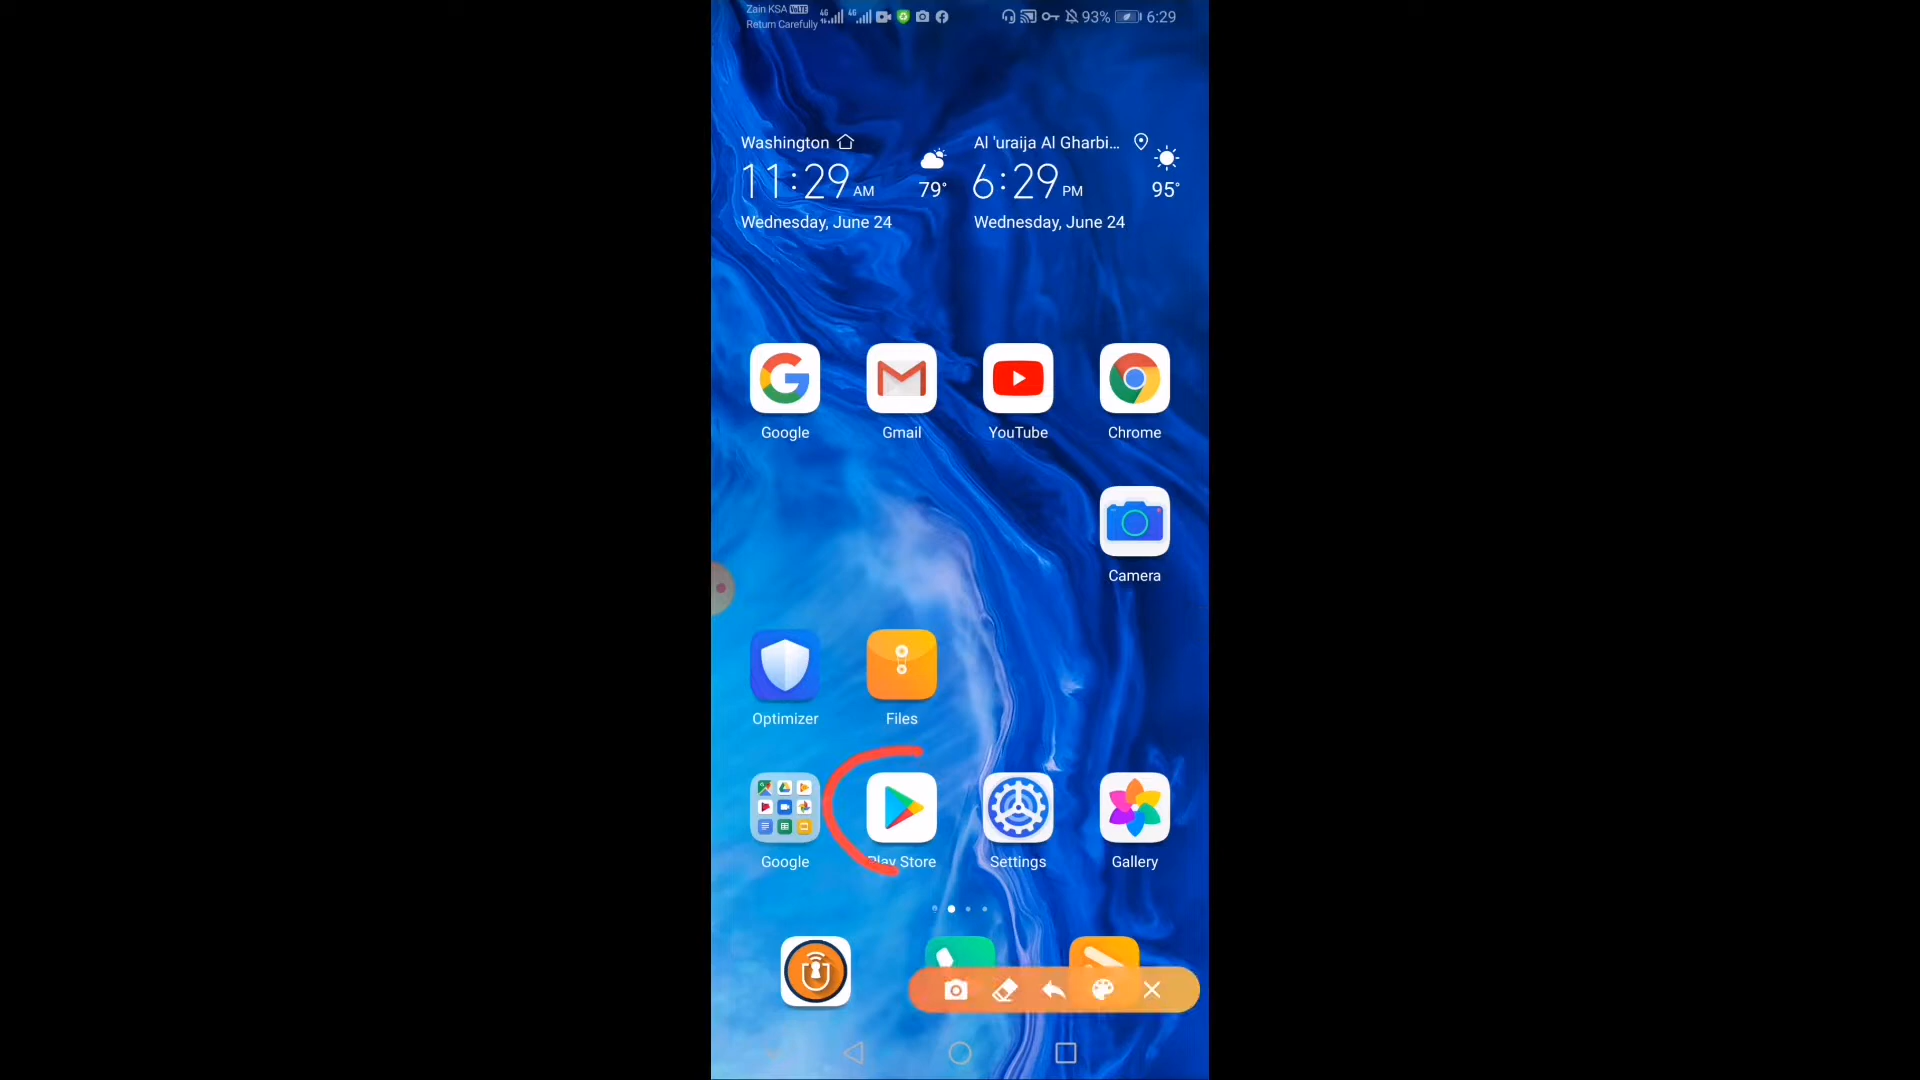 Zain KSA VoLTE
Return Carefully
4G 4G 93% 6:29
Washington
11:29 AM
79°
Wednesday, June 24
Al 'uraija Al Gharbi...
6:29 PM
95°
Wednesday, June 24
Google Gmail YouTube Chrome
Camera
Optimizer Files
Google Play Store Settings Gallery